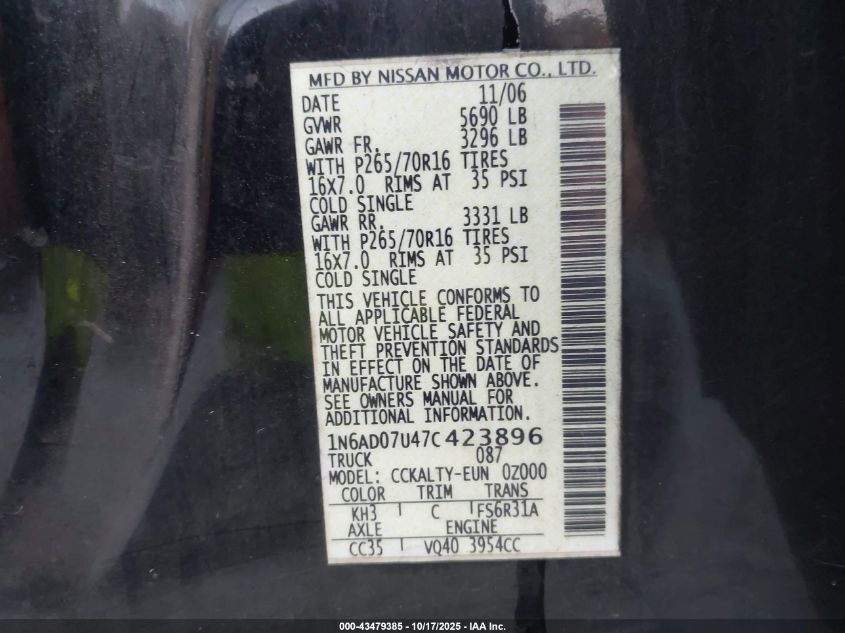 MFD BY NISSAN MOTOR CO., LTD.
DATE 11/06
GVWR 5690 LB
GAWR FR. 3296 LB
WITH P265/70R16 TIRES
16X7.0 RIMS AT 35 PSI
COLD SINGLE
GAWR RR. 3331 LB
WITH P265/70R16 TIRES
16X7.0 RIMS AT 35 PSI
COLD SINGLE
THIS VEHICLE CONFORMS TO
ALL APPLICABLE FEDERAL
MOTOR VEHICLE SAFETY AND
THEFT PREVENTION STANDARDS
IN EFFECT ON THE DATE OF
MANUFACTURE SHOWN ABOVE.
SEE OWNERS MANUAL FOR
ADDITIONAL INFORMATION.
1N6AD07U47C423896
TRUCK 087
MODEL: CCKALTY-EUN 0Z000
COLOR TRIM TRANS
KH3 C FS6R31A
AXLE ENGINE
CC35 VQ40 3954CC
000-43479385 - 10/17/2025 - IAA Inc.